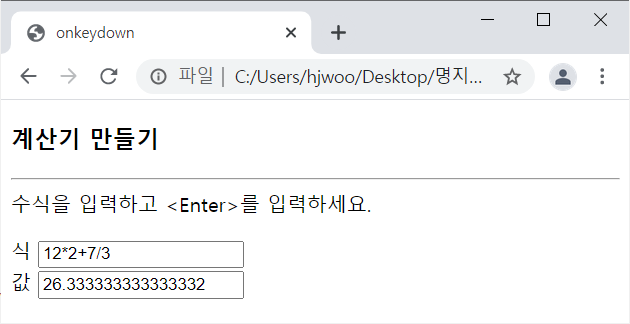 onkeydown
파일 | C:/Users/hjwoo/Desktop/명지...
계산기 만들기
수식을 입력하고 <Enter>를 입력하세요.
식 12*2+7/3
값 26.333333333333332